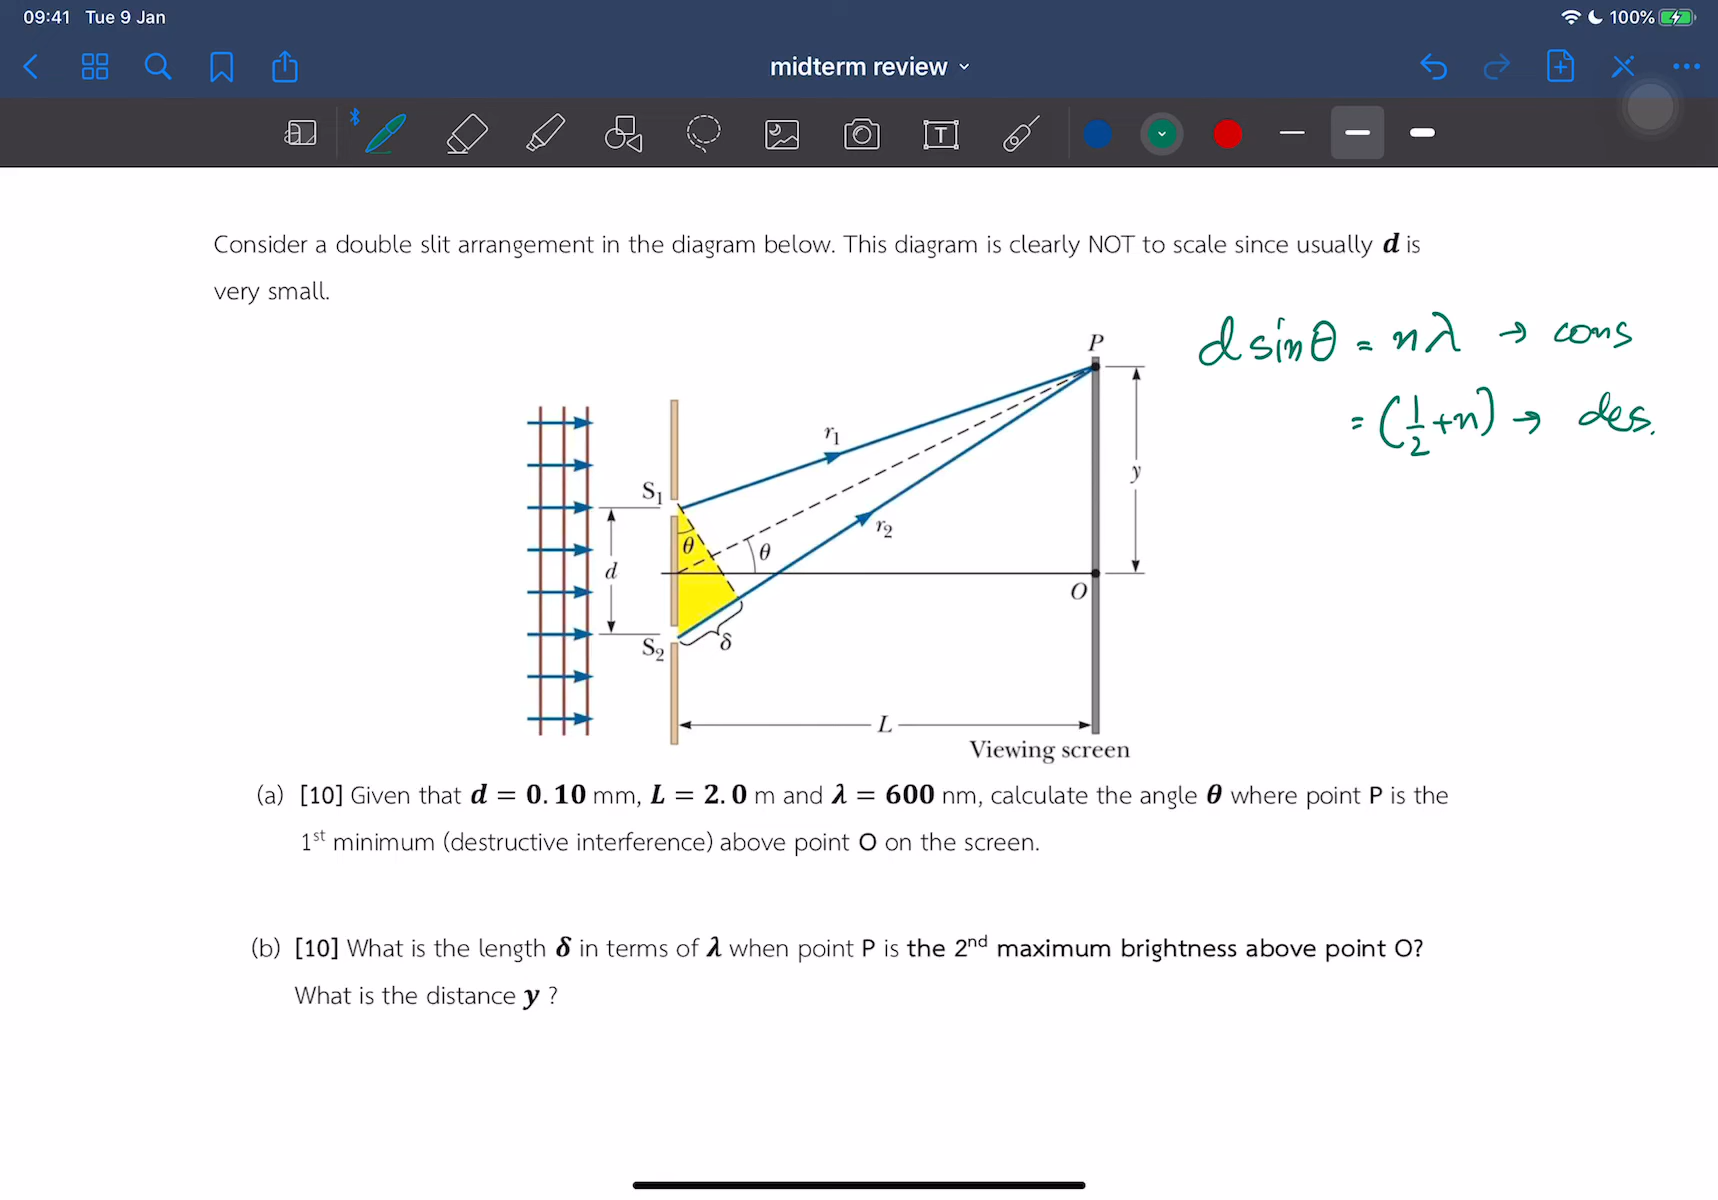 09:41 Tue 9 Jan
100%
midterm review
T
Consider a double slit arrangement in the diagram below. This diagram is clearly NOT to scale since usually d is
very small.
d sinθ = nλ → cons
= (1/2 + n) → des.
P
r₁
y
S₁
r₂
θ
θ
d
O
S₂
δ
L
Viewing screen
(a) [10] Given that d = 0.10 mm, L = 2.0 m and λ = 600 nm, calculate the angle θ where point P is the
1st minimum (destructive interference) above point O on the screen.
(b) [10] What is the length δ in terms of λ when point P is the 2nd maximum brightness above point O?
What is the distance y ?